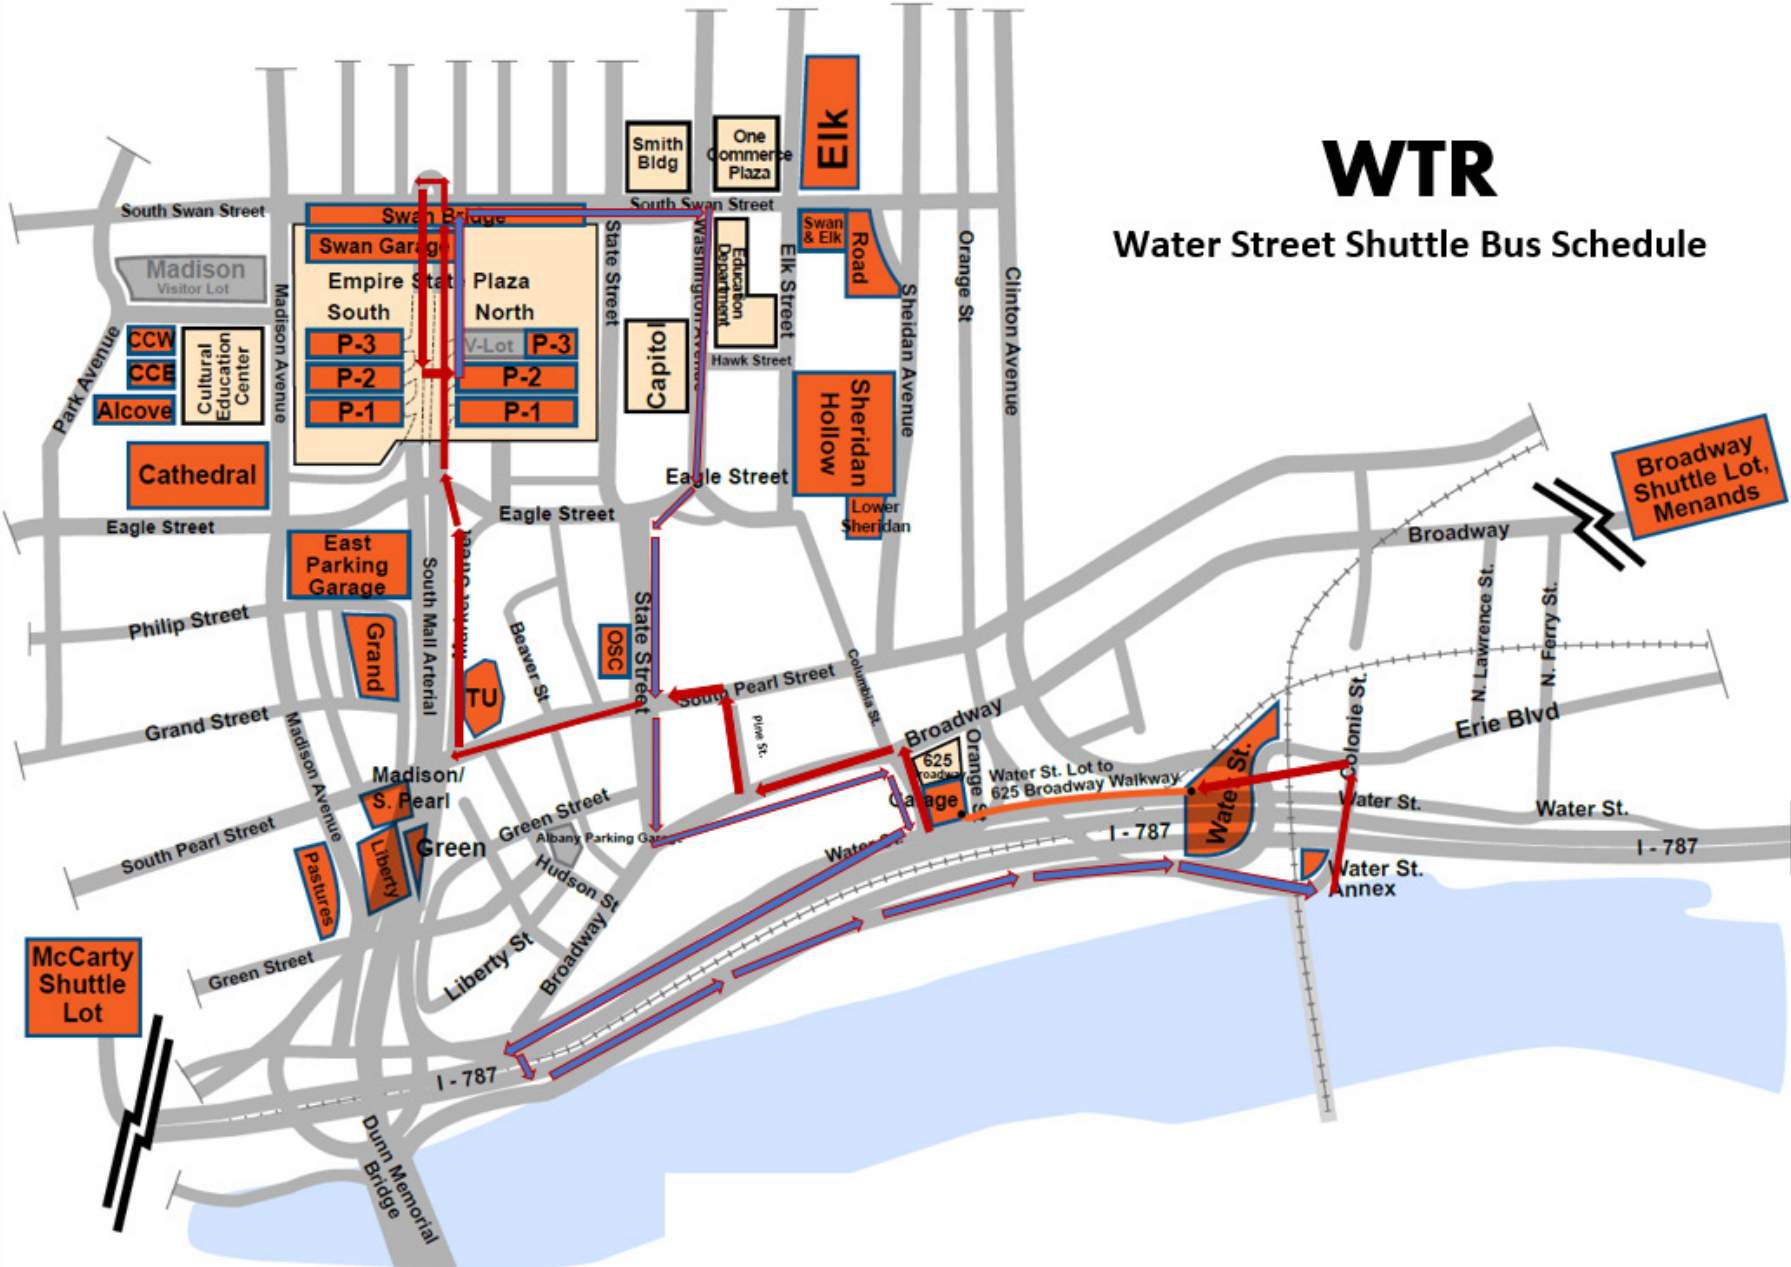 WTR
Water Street Shuttle Bus Schedule
Elk
Smith
Bldg
One
Commerce
Plaza
South Swan Street
Swan Bridge
South Swan Street
Swan
& Elk
Road
Swan Garage
Empire State Plaza
South
North
Madison
Visitor Lot
State Street
Washington Avenue
Education
Department
Elk Street
Orange St
Clinton Avenue
Sheidan Avenue
Madison Avenue
Park Avenue
CCW
CCE
Alcove
Cultural
Education
Center
P-3
V-Lot
P-3
P-2
P-2
P-1
P-1
Capitol
Hawk Street
Sheridan
Hollow
Lower
Sheridan
Cathedral
Eagle Street
Eagle Street
Eagle Street
Broadway
Shuttle Lot,
Menands
Broadway
East
Parking
Garage
Philip Street
Grand
South Mall Arterial
TU
Beaver St
OSC
State Street
South Pearl Street
Columbia St.
Pine St.
N. Lawrence St.
N. Ferry St.
Colonie St.
Erie Blvd
Grand Street
Madison Avenue
Broadway
625
Broadway
Garage
Orange St
Water St. Lot to
625 Broadway Walkway
Water St.
Water St.
Water St.
I - 787
I - 787
Water St.
Annex
Madison/
S. Pearl
Green
Liberty
Pastures
South Pearl Street
Green Street
Albany Parking Garage
Hudson St
Water St.
Green Street
Liberty St
Broadway
McCarty
Shuttle
Lot
I - 787
Dunn Memorial
Bridge